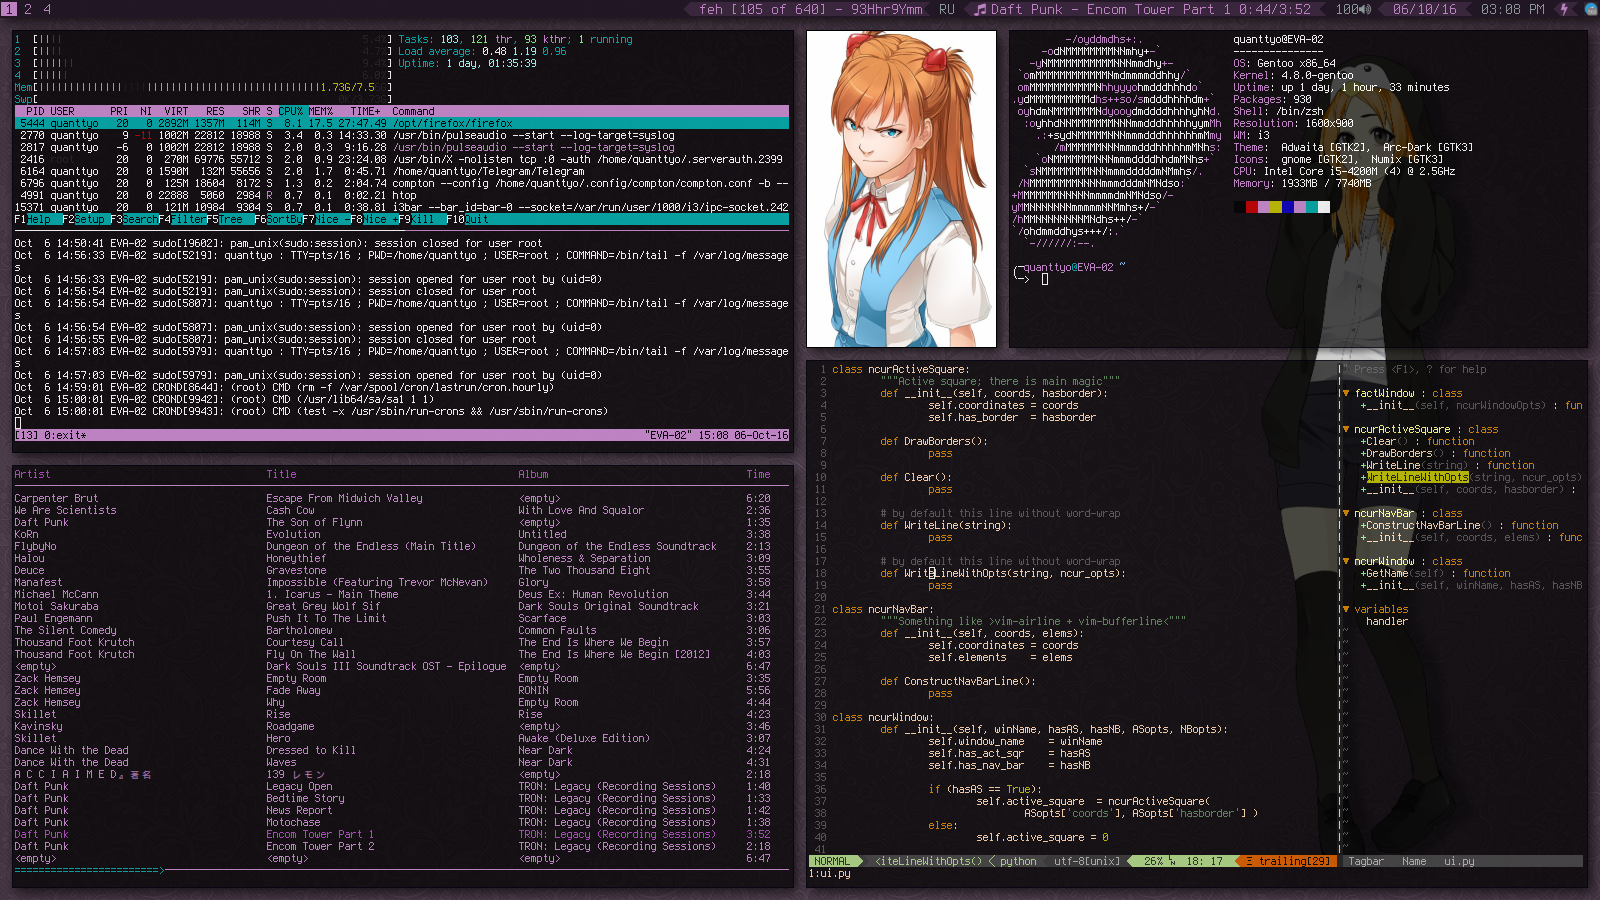 1 2 4
feh [105 of 640] - 93Hhr9Ymm
RU
Daft Punk - Encom Tower Part 1 0:44/3:52
100
06/10/16
03:08 PM
1 [||||
2 [|||
3 [|||||
4 [||||
Mem[ 1.73G/7.5
Swp[
Tasks: 103, 121 thr, 93 kthr; 1 running
Load average: 0.48 1.19 0.96
Uptime: 1 day, 01:35:39
PID USER PRI NI VIRT RES SHR S CPU% MEM% TIME+ Command
5444 quanttyo 20 0 2892M 1357M 114M S 8.1 17.5 27:47.49 /opt/firefox/firefox
2770 quanttyo 9 -11 1002M 22812 18988 S 3.4 0.3 14:33.30 /usr/bin/pulseaudio --start --log-target=syslog
2817 quanttyo -6 0 1002M 22812 18988 S 2.0 0.3 9:16.28 /usr/bin/pulseaudio --start --log-target=syslog
2416 root 20 0 270M 69776 55712 S 2.0 0.9 23:24.08 /usr/bin/X -nolisten tcp :0 -auth /home/quanttyo/.serverauth.2399
6164 quanttyo 20 0 1590M 132M 55656 S 2.0 1.7 0:45.71 /home/quanttyo/Telegram/Telegram
6796 quanttyo 20 0 125M 18604 8172 S 1.3 0.2 2:04.74 compton --config /home/quanttyo/.config/compton/compton.conf -b --
4991 quanttyo 20 0 22888 5060 2984 R 0.7 0.1 0:02.21 htop
15371 quanttyo 20 0 121M 10984 9304 S 0.7 0.1 0:38.81 i3bar --bar_id=bar-0 --socket=/var/run/user/1000/i3/ipc-socket.242
F1Help F2Setup F3SearchF4FilterF5Tree F6SortByF7Nice -F8Nice +F9Kill F10Quit
Oct 6 14:50:41 EVA-02 sudo[19602]: pam_unix(sudo:session): session closed for user root
Oct 6 14:56:33 EVA-02 sudo[5219]: quanttyo : TTY=pts/16 ; PWD=/home/quanttyo ; USER=root ; COMMAND=/bin/tail -f /var/log/message
s
Oct 6 14:56:33 EVA-02 sudo[5219]: pam_unix(sudo:session): session opened for user root by (uid=0)
Oct 6 14:56:54 EVA-02 sudo[5219]: pam_unix(sudo:session): session closed for user root
Oct 6 14:56:54 EVA-02 sudo[5807]: quanttyo : TTY=pts/16 ; PWD=/home/quanttyo ; USER=root ; COMMAND=/bin/tail -f /var/log/message
s
Oct 6 14:56:54 EVA-02 sudo[5807]: pam_unix(sudo:session): session opened for user root by (uid=0)
Oct 6 14:56:55 EVA-02 sudo[5807]: pam_unix(sudo:session): session closed for user root
Oct 6 14:57:03 EVA-02 sudo[5979]: quanttyo : TTY=pts/16 ; PWD=/home/quanttyo ; USER=root ; COMMAND=/bin/tail -f /var/log/message
s
Oct 6 14:57:03 EVA-02 sudo[5979]: pam_unix(sudo:session): session opened for user root by (uid=0)
Oct 6 14:59:01 EVA-02 CROND[8644]: (root) CMD (rm -f /var/spool/cron/lastrun/cron.hourly)
Oct 6 15:00:01 EVA-02 CROND[9942]: (root) CMD (/usr/lib64/sa/sa1 1 1)
Oct 6 15:00:01 EVA-02 CROND[9943]: (root) CMD (test -x /usr/sbin/run-crons && /usr/sbin/run-crons)
[13] 0:exit* "EVA-02" 15:08 06-Oct-16
Artist Title Album Time
Carpenter Brut Escape From Midwich Valley <empty> 6:20
We Are Scientists Cash Cow With Love And Squalor 2:36
Daft Punk The Son of Flynn <empty> 1:35
KoRn Evolution Untitled 3:38
FlybyNo Dungeon of the Endless (Main Title) Dungeon of the Endless Soundtrack 2:13
Halou Honeythief Wholeness & Separation 3:09
Deuce Gravestone The Two Thousand Eight 3:55
Manafest Impossible (Featuring Trevor McNevan) Glory 3:58
Michael McCann 1. Icarus - Main Theme Deus Ex: Human Revolution 3:44
Motoi Sakuraba Great Grey Wolf Sif Dark Souls Original Soundtrack 3:21
Paul Engemann Push It To The Limit Scarface 3:03
The Silent Comedy Bartholomew Common Faults 3:06
Thousand Foot Krutch Courtesy Call The End Is Where We Begin 3:57
Thousand Foot Krutch Fly On The Wall The End Is Where We Begin [2012] 4:03
<empty> Dark Souls III Soundtrack OST - Epilogue <empty> 6:47
Zack Hemsey Empty Room Empty Room 3:35
Zack Hemsey Fade Away RONIN 5:56
Zack Hemsey Why Empty Room 4:44
Skillet Rise Rise 4:23
Kavinsky Roadgame <empty> 3:46
Skillet Hero Awake (Deluxe Edition) 3:07
Dance With the Dead Dressed to Kill Near Dark 4:24
Dance With the Dead Waves Near Dark 4:31
A C C I A I M E D 』 著名 139 レモン <empty> 2:18
Daft Punk Legacy Open TRON: Legacy (Recording Sessions) 1:40
Daft Punk Bedtime Story TRON: Legacy (Recording Sessions) 1:33
Daft Punk News Report TRON: Legacy (Recording Sessions) 1:42
Daft Punk Motochase TRON: Legacy (Recording Sessions) 1:38
Daft Punk Encom Tower Part 1 TRON: Legacy (Recording Sessions) 3:52
Daft Punk Encom Tower Part 2 TRON: Legacy (Recording Sessions) 2:18
<empty> <empty> <empty> 6:47
quanttyo@EVA-02
---------------
OS: Gentoo x86_64
Kernel: 4.8.0-gentoo
Uptime: up 1 day, 1 hour, 33 minutes
Packages: 930
Shell: /bin/zsh
Resolution: 1600x900
WM: i3
Theme: Adwaita [GTK2], Arc-Dark [GTK3]
Icons: gnome [GTK2], Numix [GTK3]
CPU: Intel Core i5-4200M (4) @ 2.5GHz
Memory: 1933MB / 7740MB
quanttyo@EVA-02 ~
1 class ncurActiveSquare:
2 """Active square; there is main magic"""
3 def __init__(self, coords, hasborder):
4 self.coordinates = coords
5 self.has_border = hasborder
6
7 def DrawBorders():
8 pass
9
10 def Clear():
11 pass
12
13 # by default this line without word-wrap
14 def WriteLine(string):
15 pass
16
17 # by default this line without word-wrap
18 def WriteLineWithOpts(string, ncur_opts):
19 pass
20
21 class ncurNavBar:
22 """Something like >vim-airline + vim-bufferline<"""
23 def __init__(self, coords, elems):
24 self.coordinates = coords
25 self.elements = elems
26
27 def ConstructNavBarLine():
28 pass
29
30 class ncurWindow:
31 def __init__(self, winName, hasAS, hasNB, ASopts, NBopts):
32 self.window_name = winName
33 self.has_act_sqr = hasAS
34 self.has_nav_bar = hasNB
35
36 if (hasAS == True):
37 self.active_square = ncurActiveSquare(
38 ASopts['coords'], ASopts['hasborder'] )
39 else:
40 self.active_square = 0
41
" Press <F1>, ? for help
▼ factWindow : class
+__init__(self, ncurWindowOpts) : fun
▼ ncurActiveSquare : class
+Clear() : function
+DrawBorders() : function
+WriteLine(string) : function
+WriteLineWithOpts(string, ncur_opts)
+__init__(self, coords, hasborder) :
▼ ncurNavBar : class
+ConstructNavBarLine() : function
+__init__(self, coords, elems) : func
▼ ncurWindow : class
+GetName(self) : function
+__init__(self, winName, hasAS, hasNB
▼ variables
handler
NORMAL <iteLineWithOpts() < python utf-8[unix] 26% 18: 17 Ξ trailing[29] Tagbar Name ui.py
1:ui.py